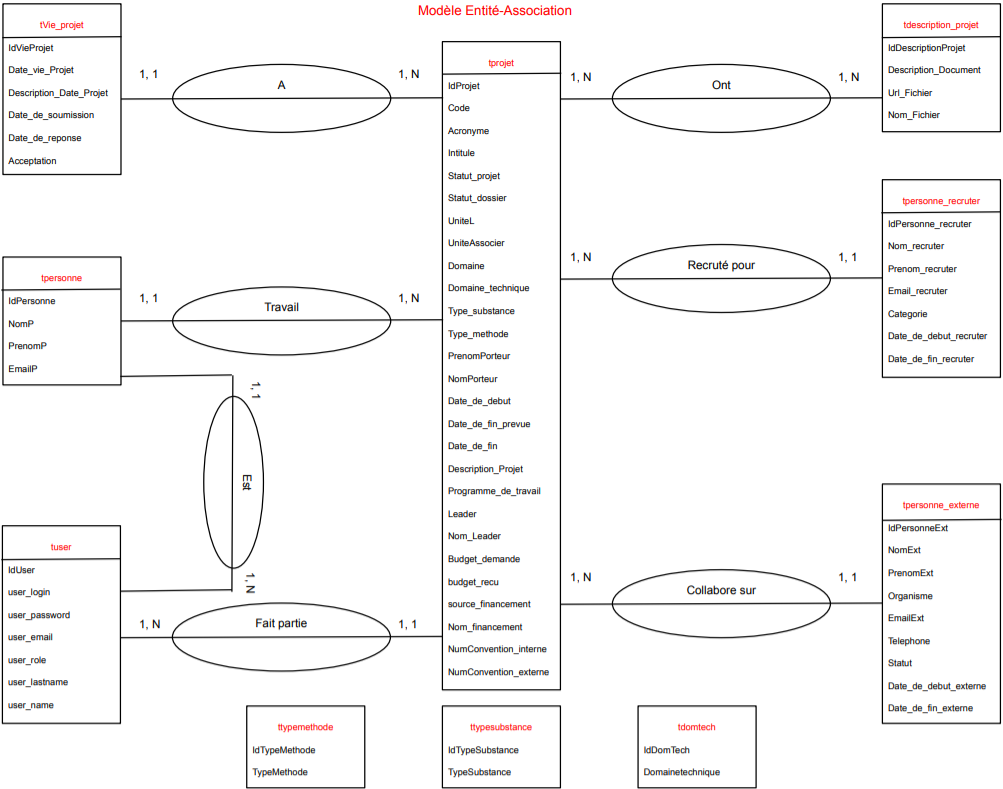 Modèle Entité-Association
tVie_projet
IdVieProjet
Date_vie_Projet
Description_Date_Projet
Date_de_soumission
Date_de_reponse
Acceptation
1, 1
A
1, N
tprojet
IdProjet
Code
Acronyme
Intitule
Statut_projet
Statut_dossier
UniteL
UniteAssocier
Domaine
Domaine_technique
Type_substance
Type_methode
PrenomPorteur
NomPorteur
Date_de_debut
Date_de_fin_prevue
Date_de_fin
Description_Projet
Programme_de_travail
Leader
Nom_Leader
Budget_demande
budget_recu
source_financement
Nom_financement
NumConvention_interne
NumConvention_externe
1, N
Ont
1, N
tdescription_projet
IdDescriptionProjet
Description_Document
Url_Fichier
Nom_Fichier
tpersonne
IdPersonne
NomP
PrenomP
EmailP
1, 1
Travail
1, N
1, N
Recruté pour
1, 1
tpersonne_recruter
IdPersonne_recruter
Nom_recruter
Prenom_recruter
Email_recruter
Categorie
Date_de_debut_recruter
Date_de_fin_recruter
1, 1
Est
1, N
tuser
IdUser
user_login
user_password
user_email
user_role
user_lastname
user_name
1, N
Fait partie
1, 1
1, N
Collabore sur
1, 1
tpersonne_externe
IdPersonneExt
NomExt
PrenomExt
Organisme
EmailExt
Telephone
Statut
Date_de_debut_externe
Date_de_fin_externe
ttypemethode
IdTypeMethode
TypeMethode
ttypesubstance
IdTypeSubstance
TypeSubstance
tdomtech
IdDomTech
Domainetechnique